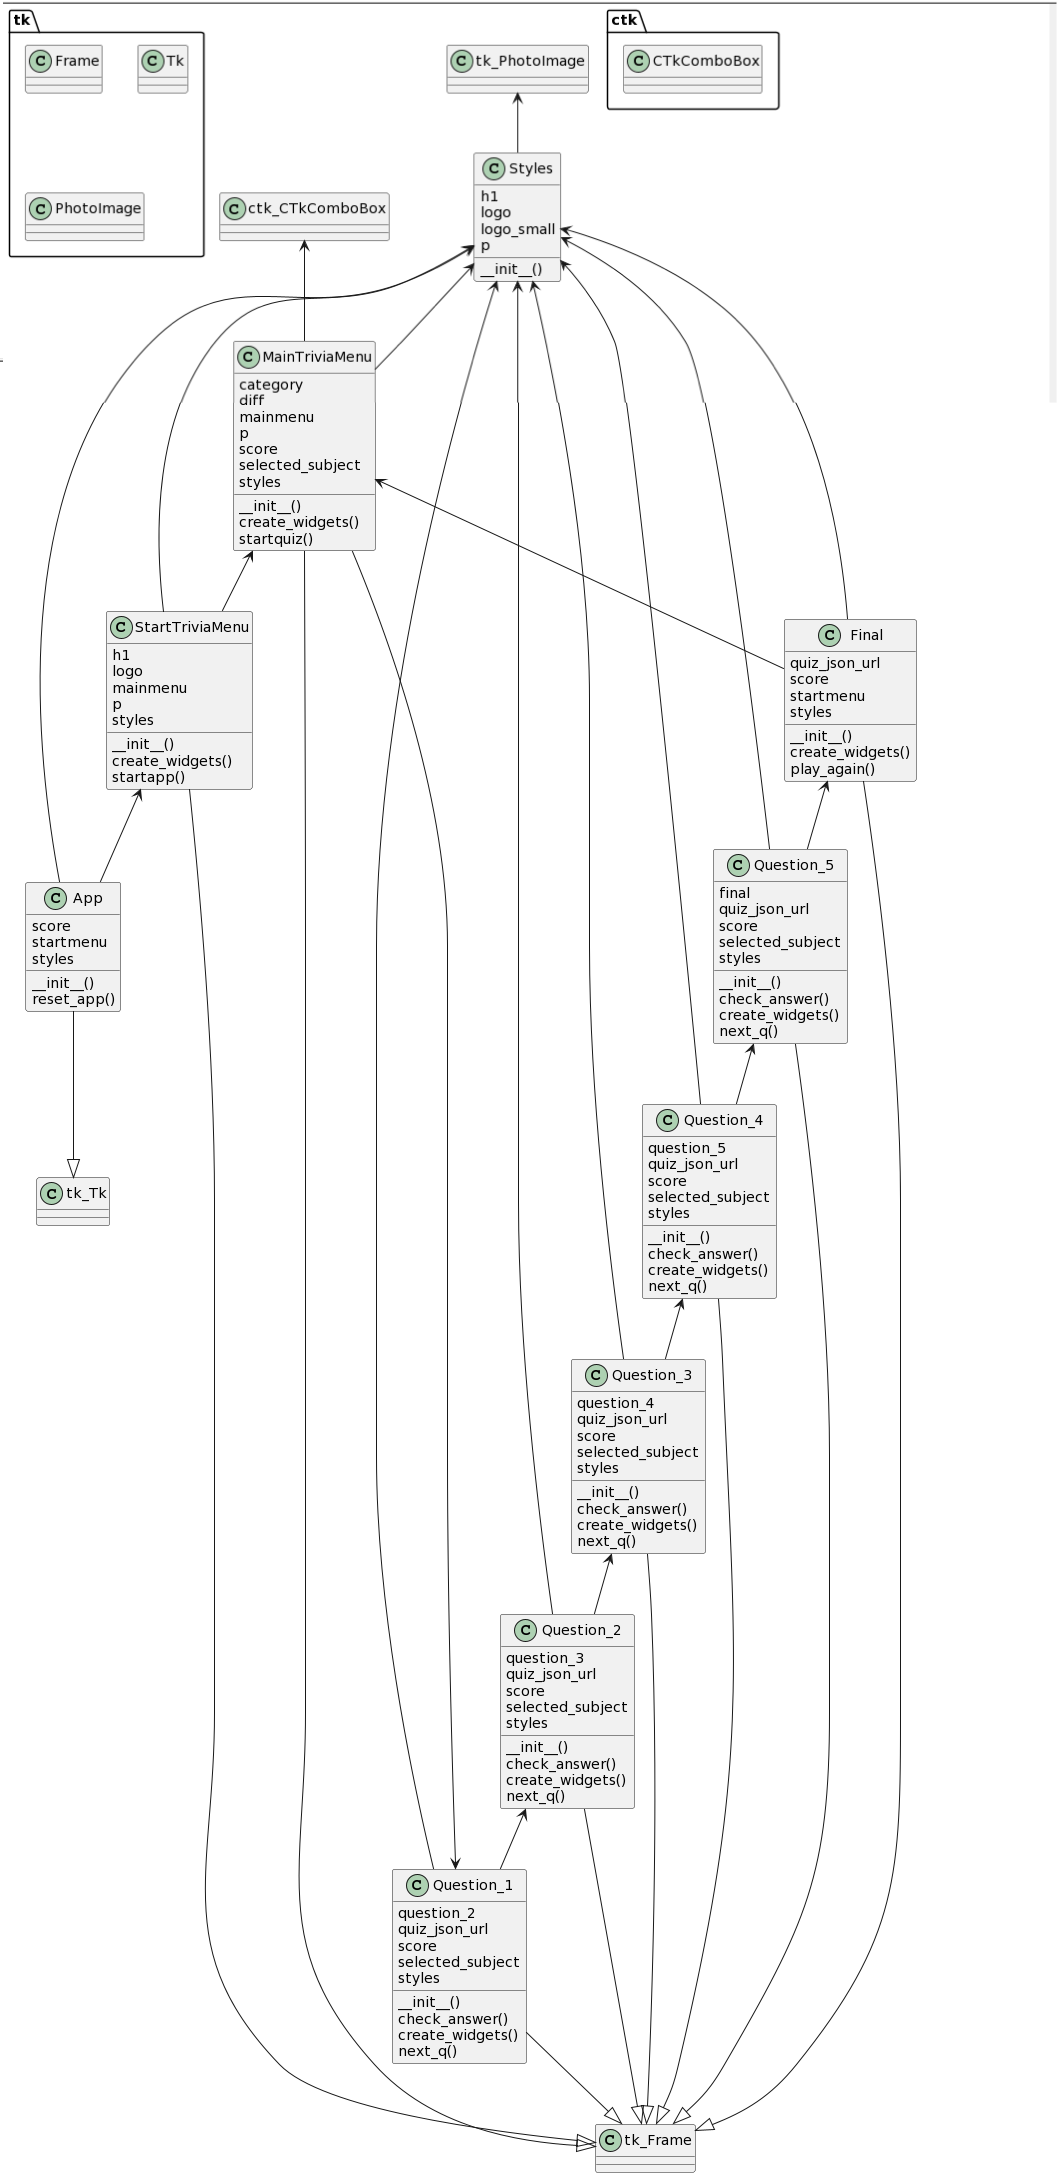 tk
C Frame
C Tk
C PhotoImage
C tk_PhotoImage
ctk
C CTkComboBox
C Styles
h1
logo
logo_small
p
__init__()
C ctk_CTkComboBox
C MainTriviaMenu
category
diff
mainmenu
p
score
selected_subject
styles
__init__()
create_widgets()
startquiz()
C StartTriviaMenu
h1
logo
mainmenu
p
styles
__init__()
create_widgets()
startapp()
C Final
quiz_json_url
score
startmenu
styles
__init__()
create_widgets()
play_again()
C App
score
startmenu
styles
__init__()
reset_app()
C Question_5
final
quiz_json_url
score
selected_subject
styles
__init__()
check_answer()
create_widgets()
next_q()
C tk_Tk
C Question_4
question_5
quiz_json_url
score
selected_subject
styles
__init__()
check_answer()
create_widgets()
next_q()
C Question_3
question_4
quiz_json_url
score
selected_subject
styles
__init__()
check_answer()
create_widgets()
next_q()
C Question_2
question_3
quiz_json_url
score
selected_subject
styles
__init__()
check_answer()
create_widgets()
next_q()
C Question_1
question_2
quiz_json_url
score
selected_subject
styles
__init__()
check_answer()
create_widgets()
next_q()
C tk_Frame